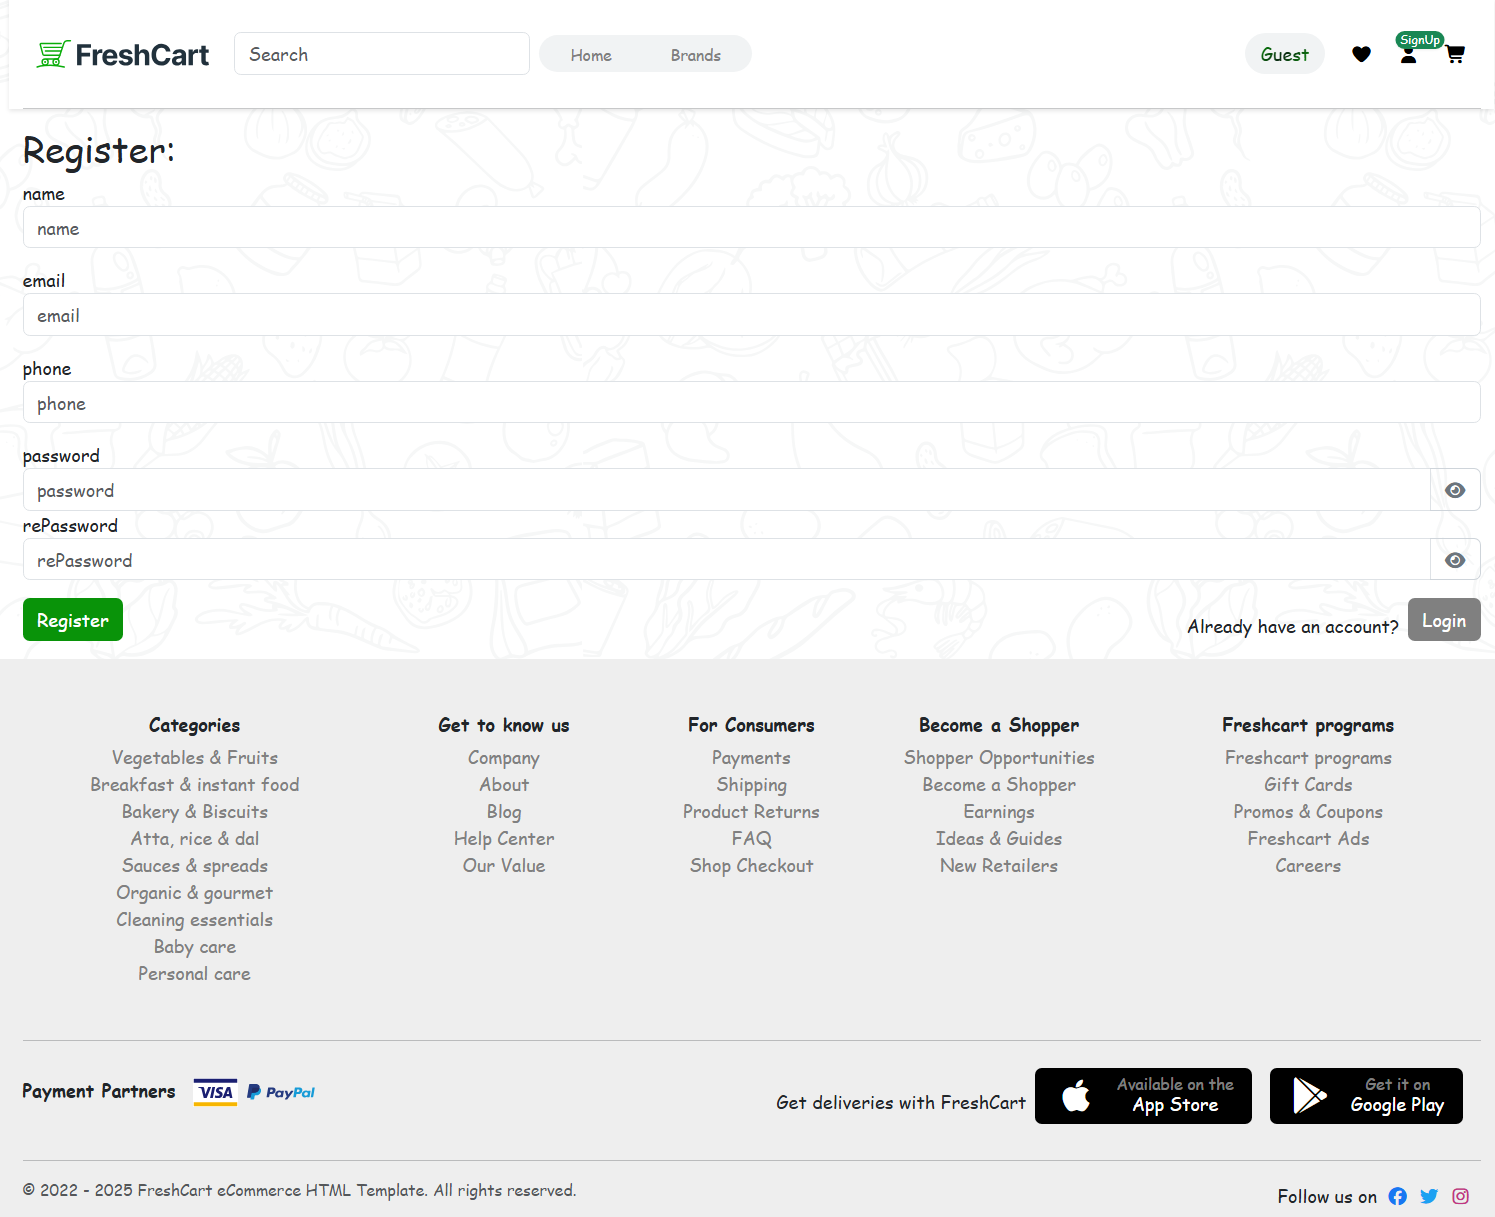 FreshCart
Search
Home
Brands
Guest
SignUp
Register:
name
name
email
email
phone
phone
password
password
rePassword
rePassword
Register
Already have an account?
Login
Categories
Vegetables & Fruits
Breakfast & instant food
Bakery & Biscuits
Atta, rice & dal
Sauces & spreads
Organic & gourmet
Cleaning essentials
Baby care
Personal care
Get to know us
Company
About
Blog
Help Center
Our Value
For Consumers
Payments
Shipping
Product Returns
FAQ
Shop Checkout
Become a Shopper
Shopper Opportunities
Become a Shopper
Earnings
Ideas & Guides
New Retailers
Freshcart programs
Freshcart programs
Gift Cards
Promos & Coupons
Freshcart Ads
Careers
Payment Partners
VISA
PayPal
Get deliveries with FreshCart
Available on the
App Store
Get it on
Google Play
© 2022 - 2025 FreshCart eCommerce HTML Template. All rights reserved.
Follow us on